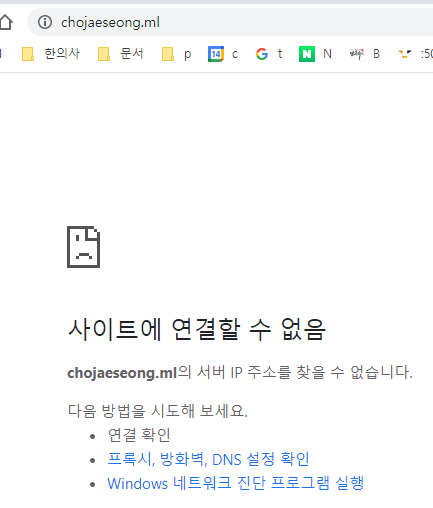 chojaeseong.ml
한의사 문서 p 14 c G t N N B :50
사이트에 연결할 수 없음
chojaeseong.ml의 서버 IP 주소를 찾을 수 없습니다.
다음 방법을 시도해 보세요.
연결 확인
프록시, 방화벽, DNS 설정 확인
Windows 네트워크 진단 프로그램 실행